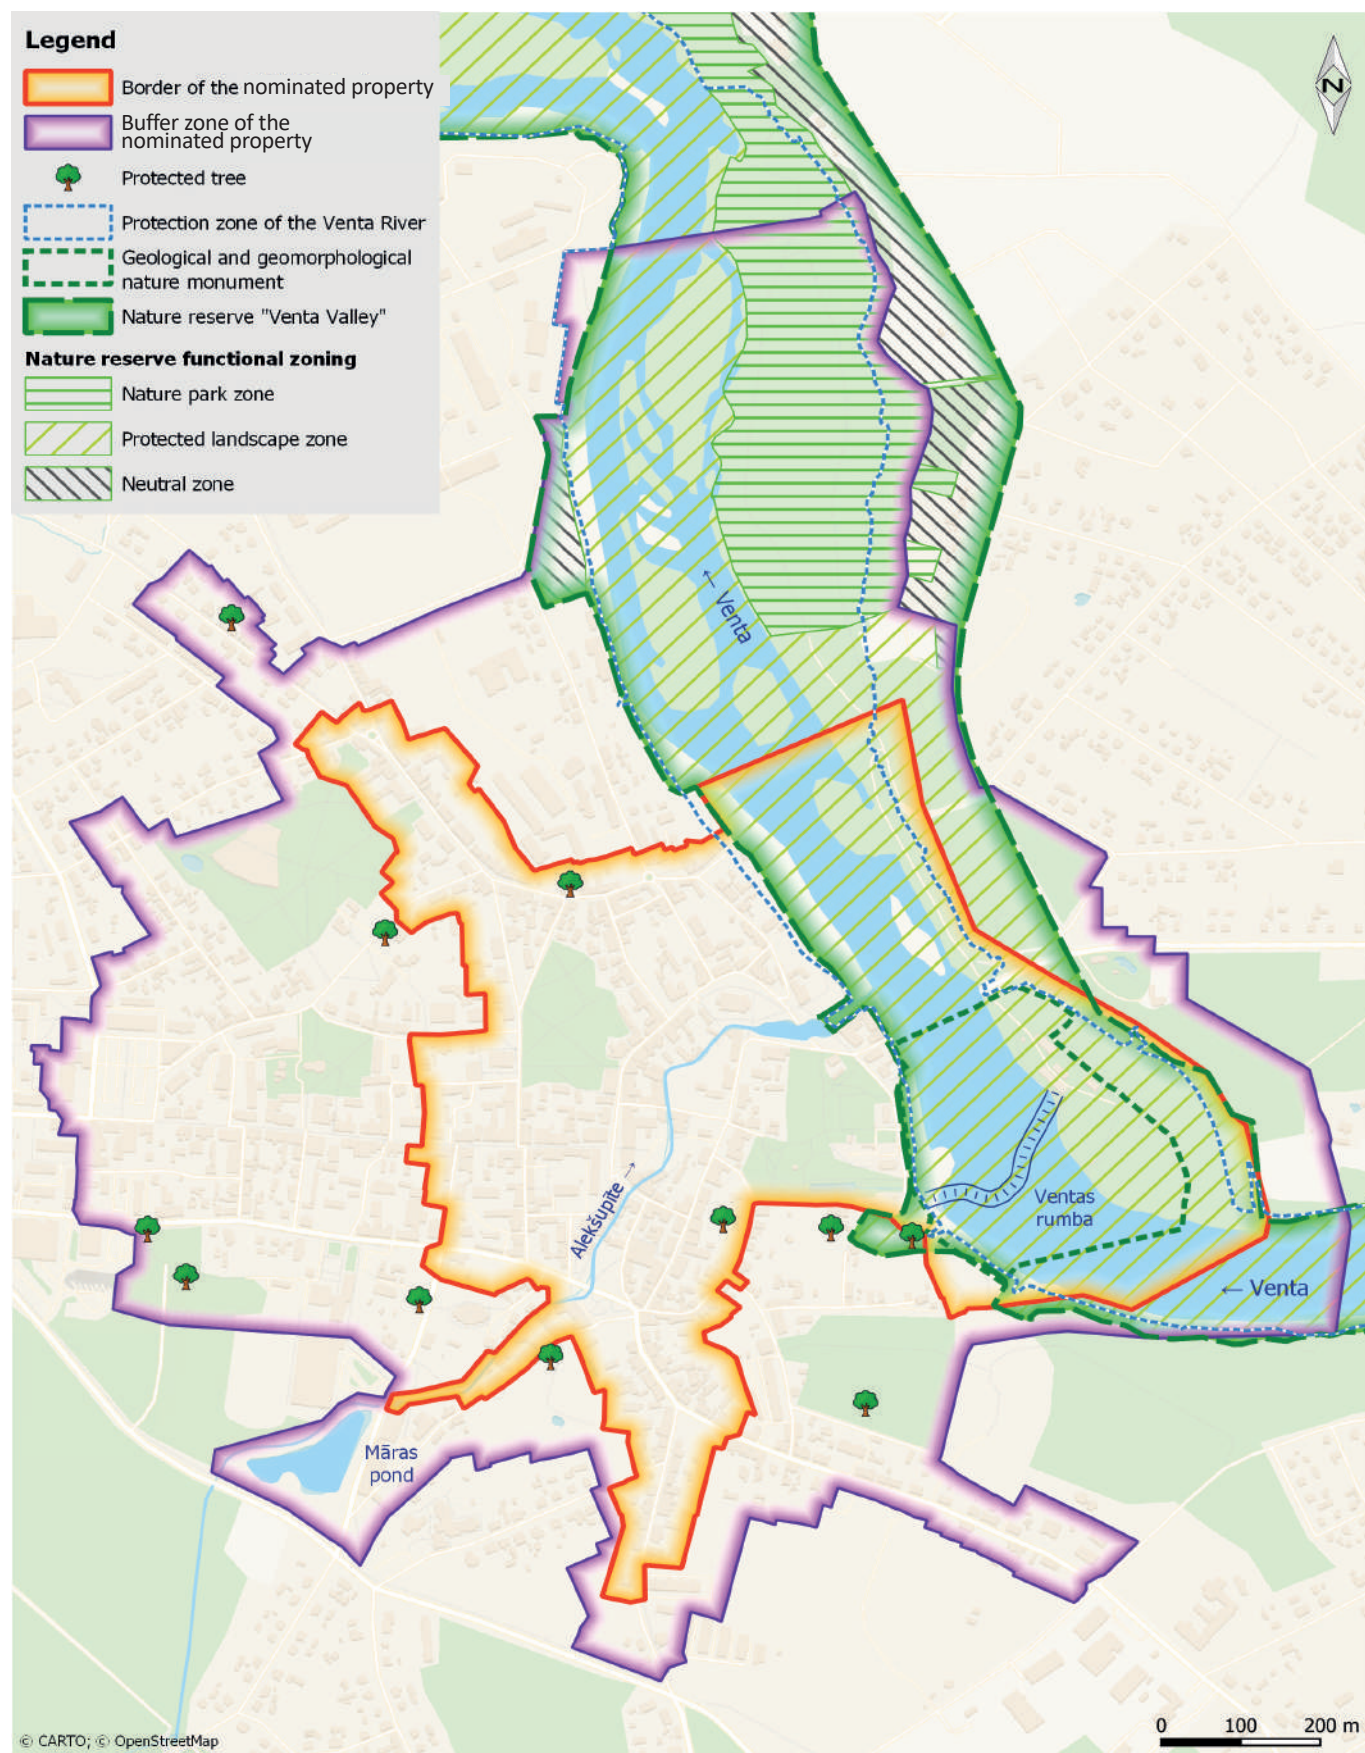 Legend
Border of the nominated property
Buffer zone of the
nominated property
Protected tree
Protection zone of the Venta River
Geological and geomorphological
nature monument
Nature reserve "Venta Valley"
Nature reserve functional zoning
Nature park zone
Protected landscape zone
Neutral zone
N
← Venta
Alekšupīte →
Ventas
rumba
← Venta
Māras
pond
0 100 200 m
© CARTO; © OpenStreetMap